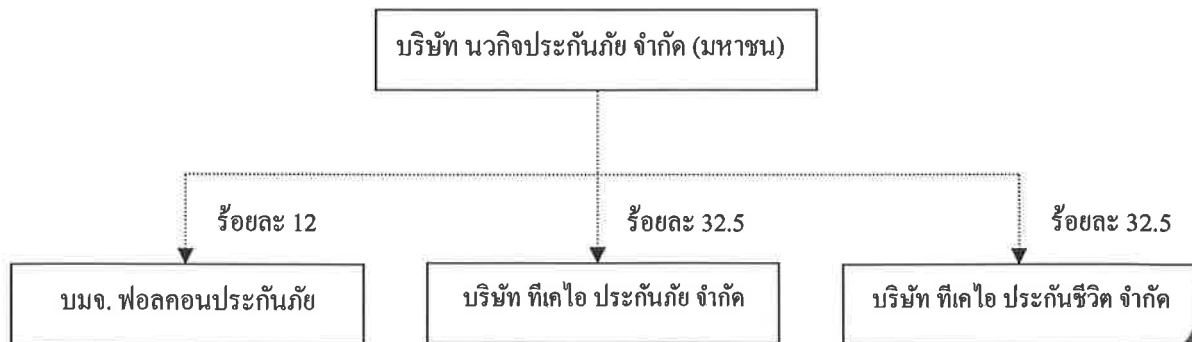 บริษัท นวกิจประกันภัย จำกัด (มหาชน)
ร้อยละ 12
ร้อยละ 32.5
ร้อยละ 32.5
บมจ. ฟอลคอนประกันภัย
บริษัท ทีเคไอ ประกันภัย จำกัด
บริษัท ทีเคไอ ประกันชีวิต จำกัด